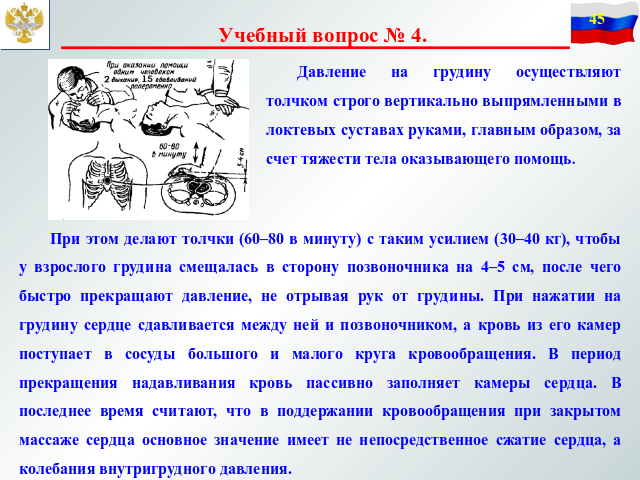 45
Учебный вопрос № 4.
При оказании помощи
одним человеком
2 дыхания, 15 вдавливаний
попеременно
60-80
в минуту
3-4 см
Давление на грудину осуществляют
толчком строго вертикально выпрямленными в
локтевых суставах руками, главным образом, за
счет тяжести тела оказывающего помощь.
При этом делают толчки (60–80 в минуту) с таким усилием (30–40 кг), чтобы
у взрослого грудина смещалась в сторону позвоночника на 4–5 см, после чего
быстро прекращают давление, не отрывая рук от грудины. При нажатии на
грудину сердце сдавливается между ней и позвоночником, а кровь из его камер
поступает в сосуды большого и малого круга кровообращения. В период
прекращения надавливания кровь пассивно заполняет камеры сердца. В
последнее время считают, что в поддержании кровообращения при закрытом
массаже сердца основное значение имеет не непосредственное сжатие сердца, а
колебания внутригрудного давления.